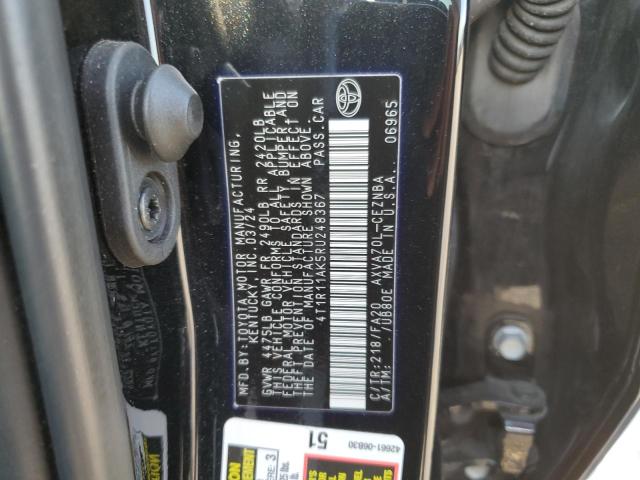 MFD.BY:TOYOTA MOTOR MANUFACTURING,
KENTUCKY, INC. 03/24
GVWR 4475LB GAWR FR 2490LB RR 2420LB
THIS VEHICLE CONFORMS TO ALL APPLICABLE
FEDERAL MOTOR VEHICLE SAFETY, BUMPER, AND
THEFT PREVENTION STANDARDS IN EFFECT ON
THE DATE OF MANUFACTURE SHOWN ABOVE.
4T1R11AK5RU248367 PASS.CAR
C/TR:218/FA20 AXVA70L-CEZNBA
A/TM: /UB80E MADE IN U.S.A. 06965
51
42661-06B30